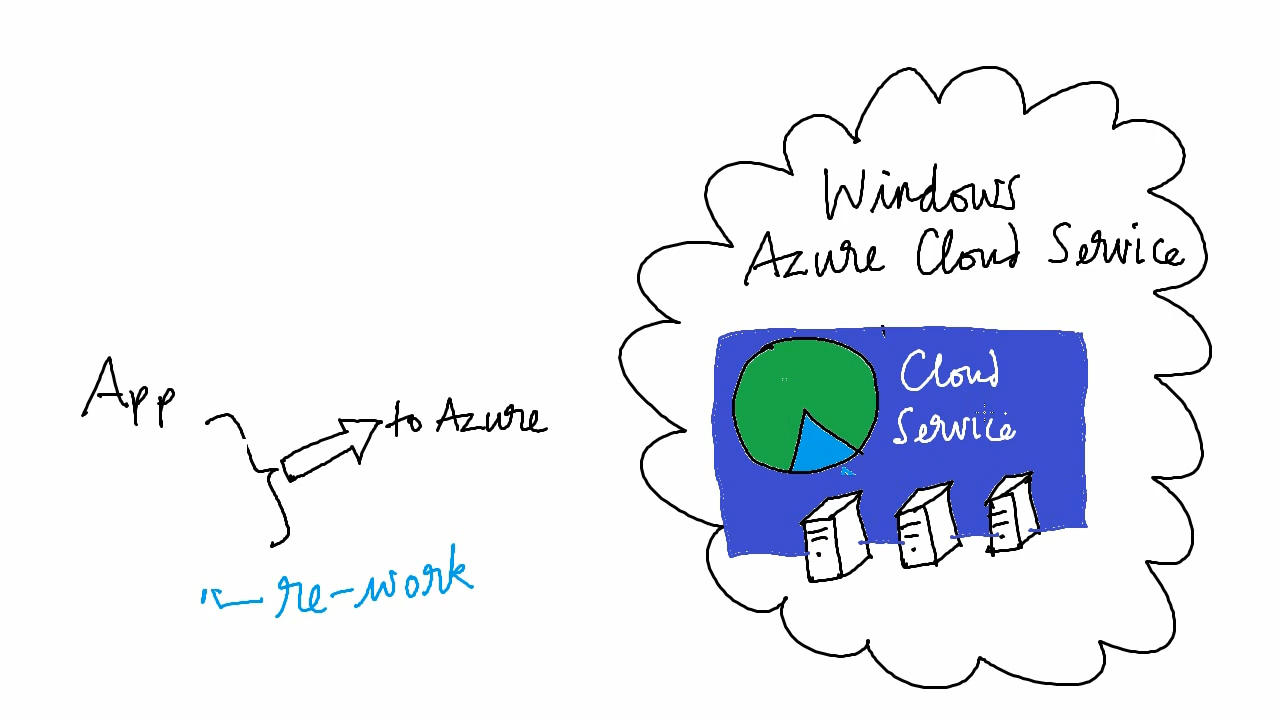 Windows
Azure Cloud Service
Cloud
Service
App
to Azure
re-work